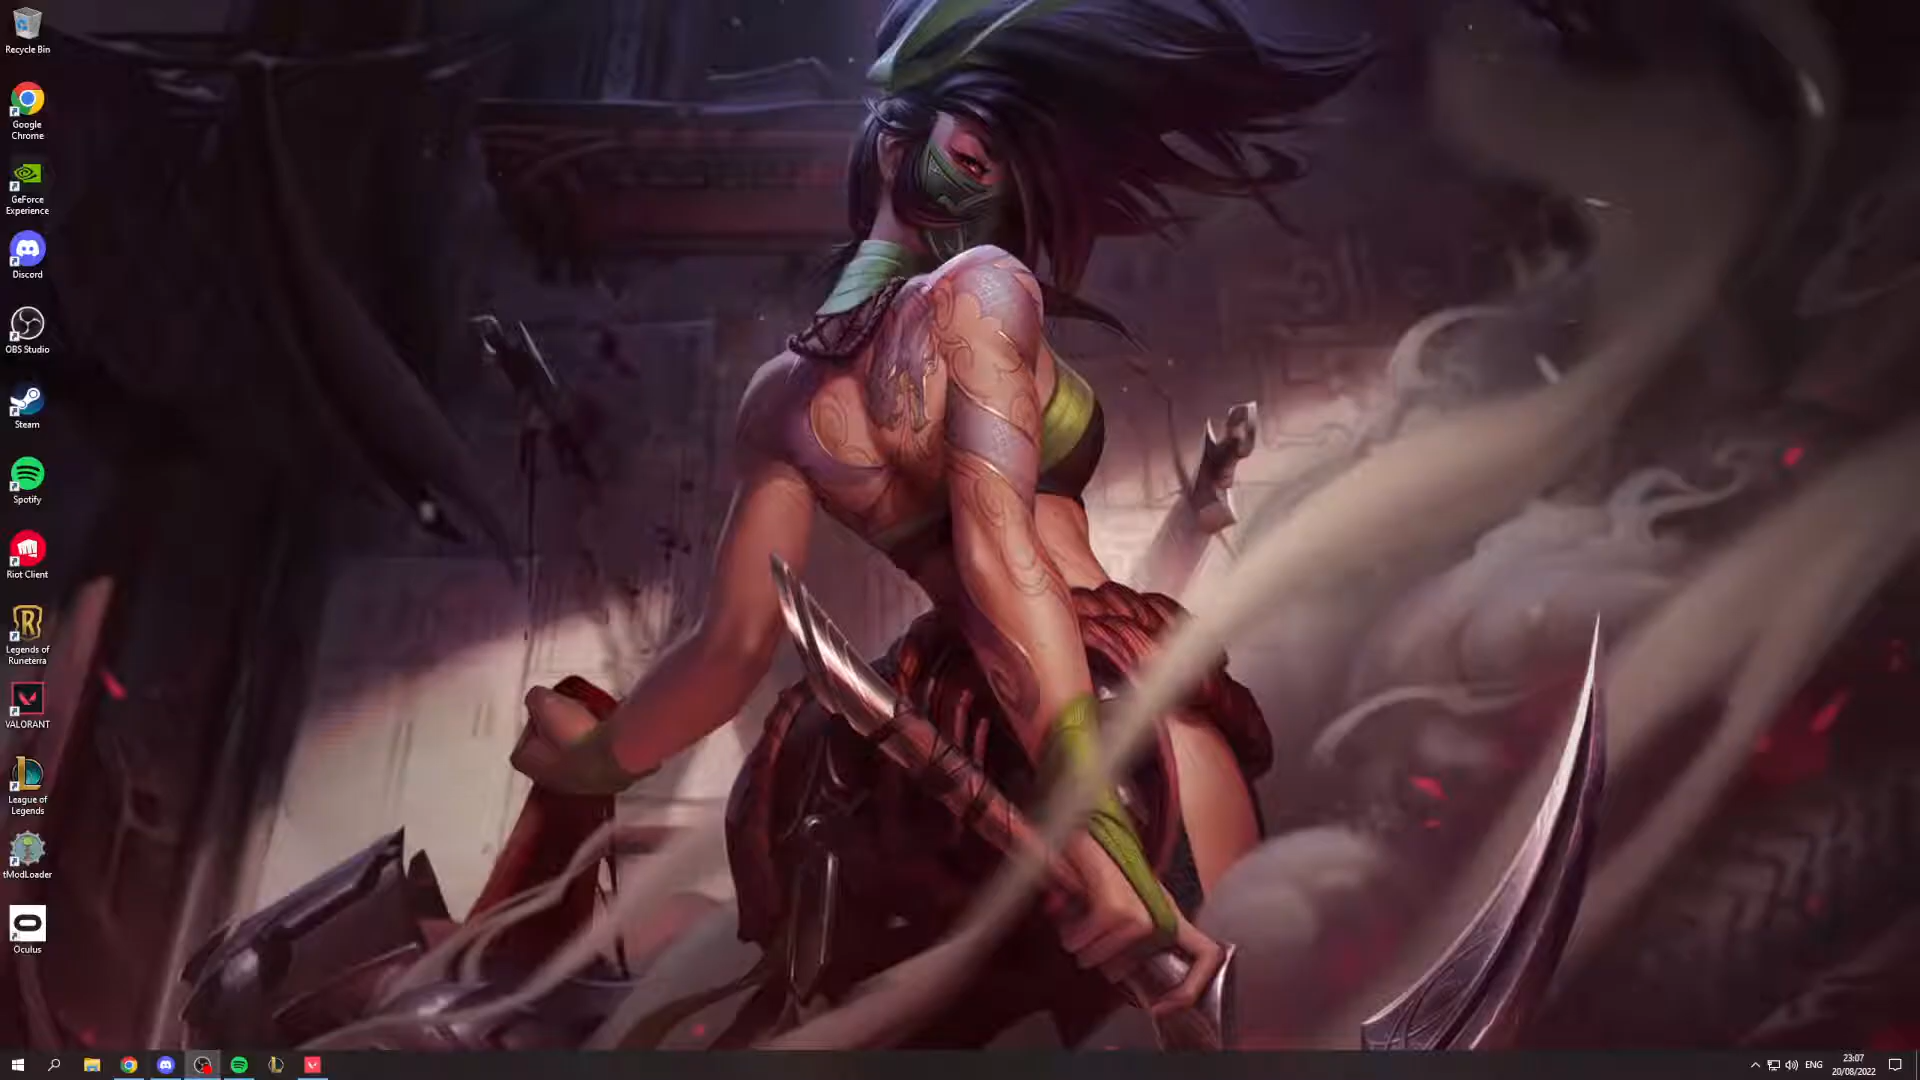 Recycle Bin
Google
Chrome
GeForce
Experience
Discord
OBS Studio
Steam
Spotify
Riot Client
Legends of
Runeterra
VALORANT
League of
Legends
tModLoader
Oculus
ENG
23:07
20/08/2022